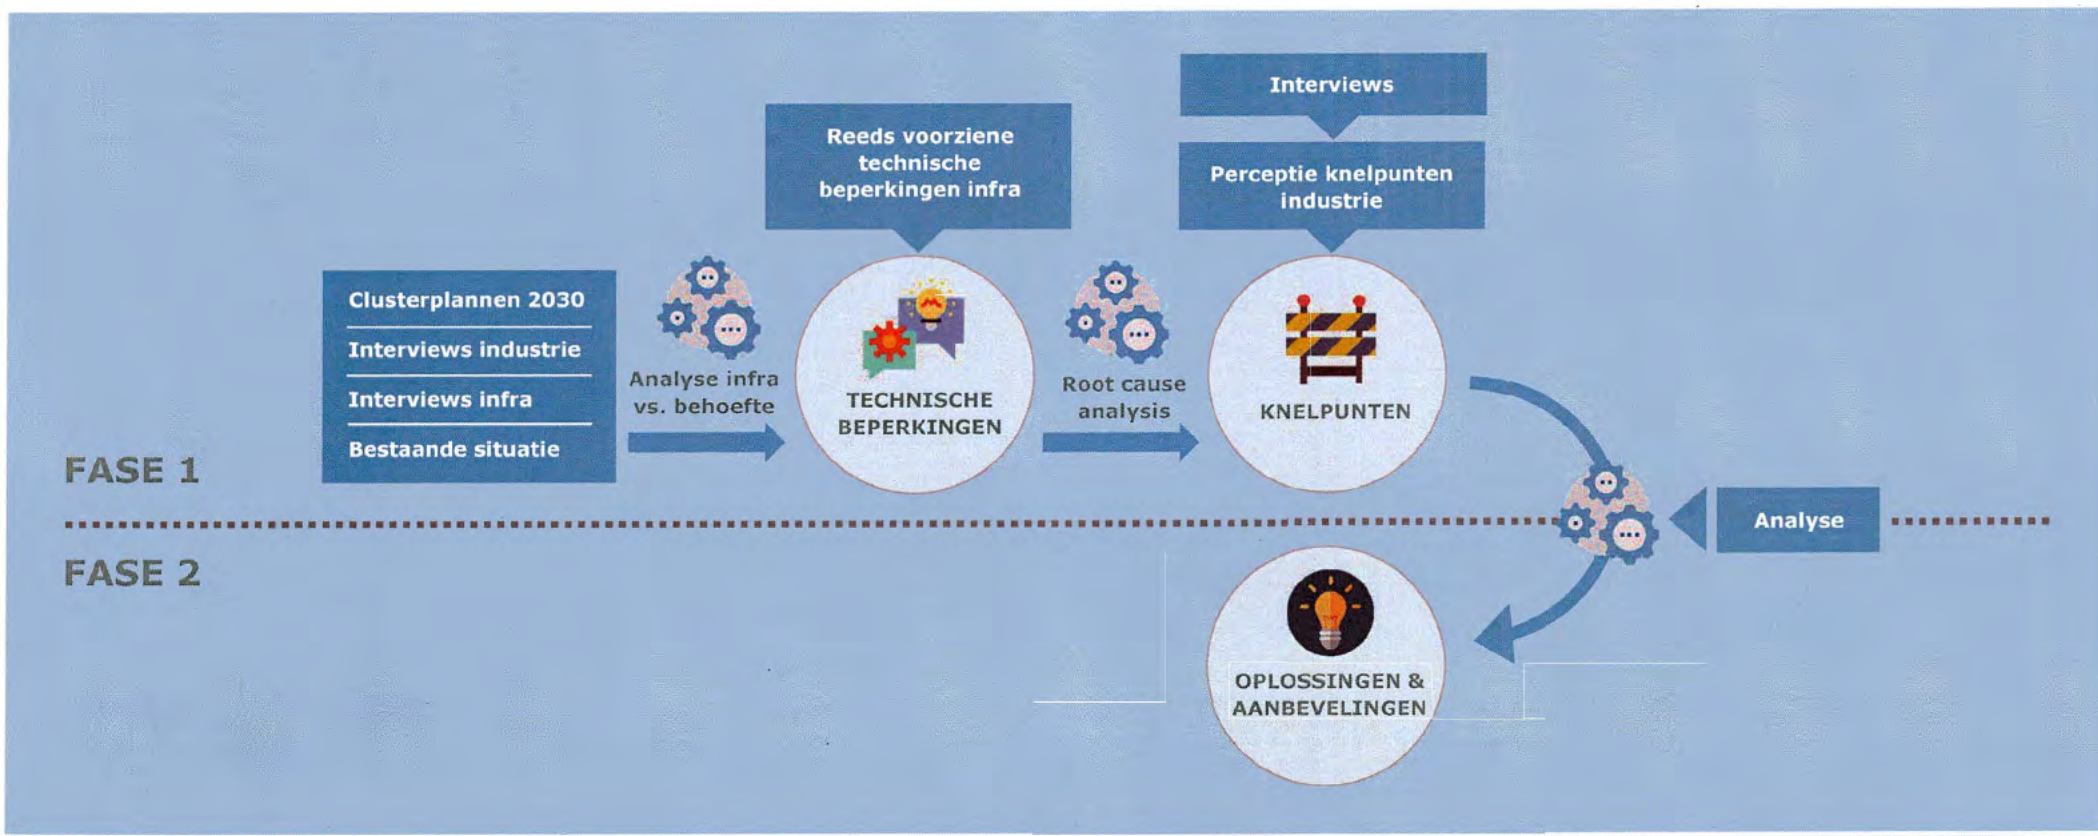 Interviews
Reeds voorziene
technische
beperkingen infra
Perceptie knelpunten
industrie
Clusterplannen 2030
Interviews industrie
Interviews infra
Bestaande situatie
Analyse infra
vs. behoefte
TECHNISCHE
BEPERKINGEN
Root cause
analysis
KNELPUNTEN
FASE 1
Analyse
FASE 2
OPLOSSINGEN &
AANBEVELINGEN